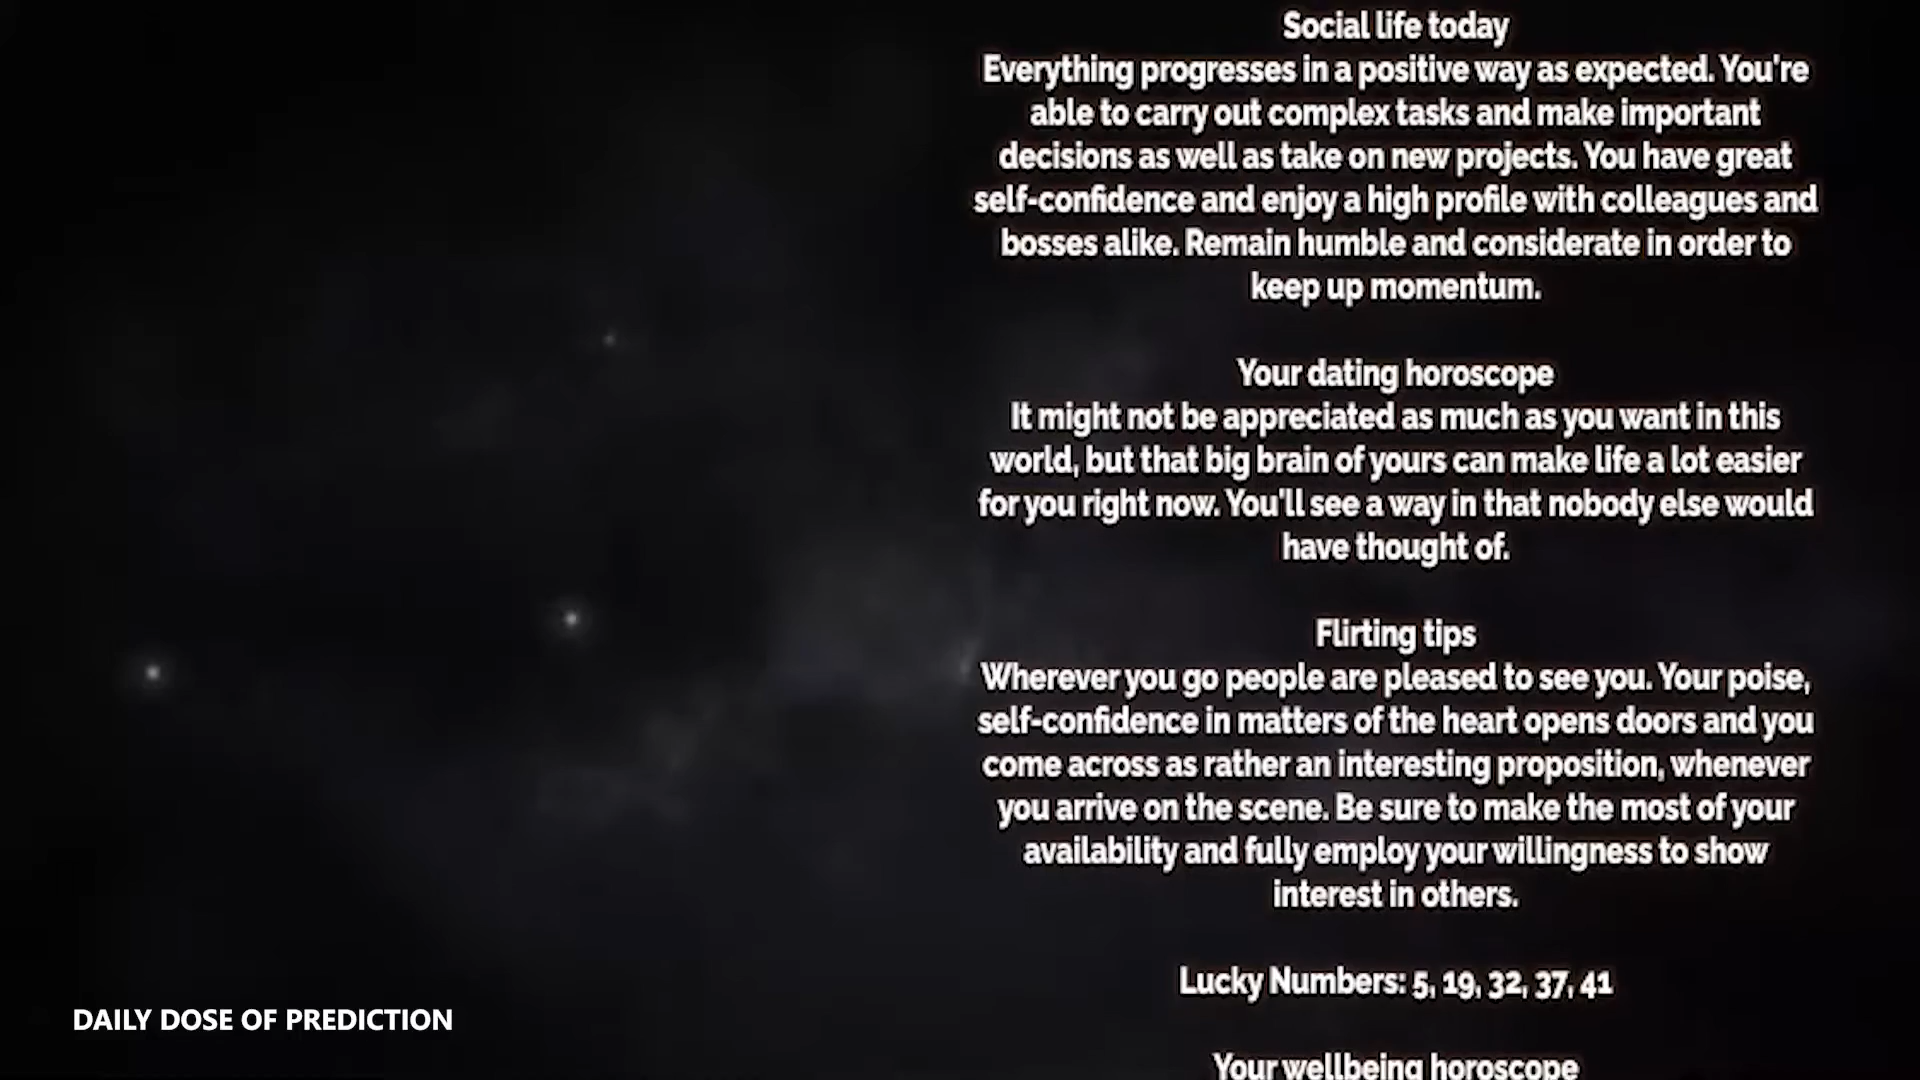 Social life today
Everything progresses in a positive way as expected. You're
able to carry out complex tasks and make important
decisions as well as take on new projects. You have great
self-confidence and enjoy a high profile with colleagues and
bosses alike. Remain humble and considerate in order to
keep up momentum.
Your dating horoscope
It might not be appreciated as much as you want in this
world, but that big brain of yours can make life a lot easier
for you right now. You'll see a way in that nobody else would
have thought of.
Flirting tips
Wherever you go people are pleased to see you. Your poise,
self-confidence in matters of the heart opens doors and you
come across as rather an interesting proposition, whenever
you arrive on the scene. Be sure to make the most of your
availability and fully employ your willingness to show
interest in others.
Lucky Numbers: 5, 19, 32, 37, 41
Your wellbeing horoscope
DAILY DOSE OF PREDICTION